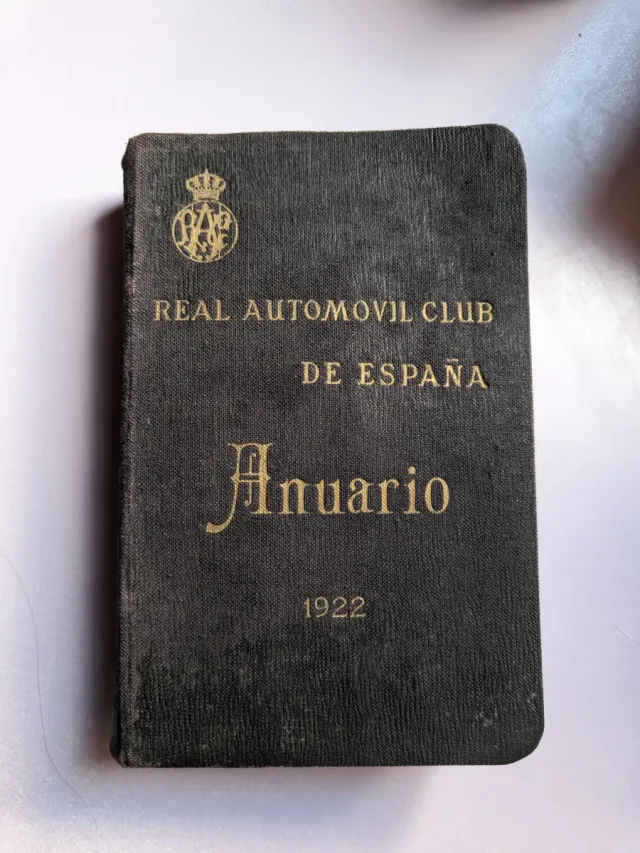 REAL AUTOMOVIL CLUB
DE ESPAÑA
Anuario
1922